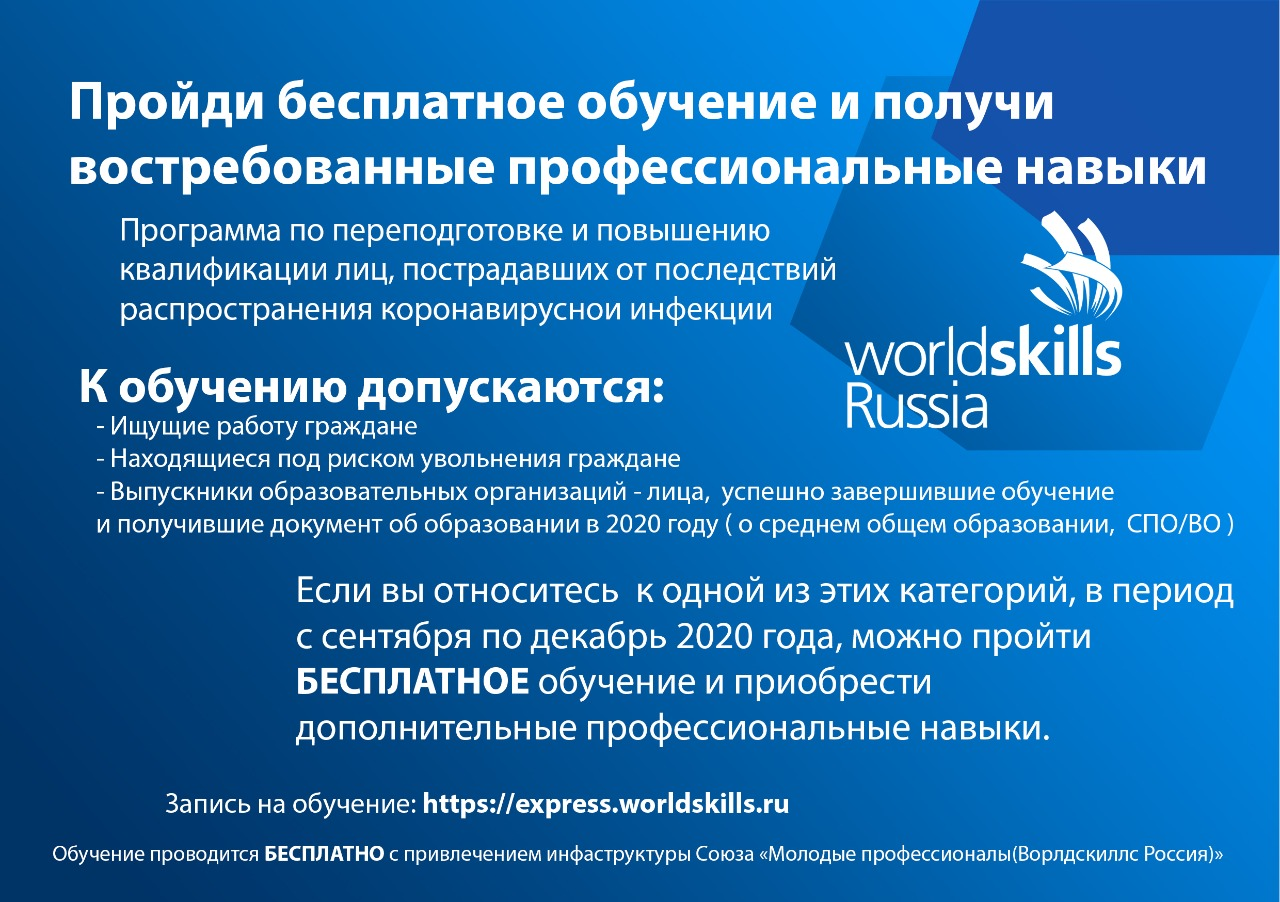 Пройди бесплатное обучение и получи
востребованные профессиональные навыки
Программа по переподготовке и повышению
квалификации лиц, пострадавших от последствий
распространения коронавируснои инфекции
worldskills
Russia
К обучению допускаются:
- Ищущие работу граждане
- Находящиеся под риском увольнения граждане
- Выпускники образовательных организаций - лица,  успешно завершившие обучение
и получившие документ об образовании в 2020 году ( о среднем общем образовании,  СПО/ВО )
Если вы относитесь  к одной из этих категорий, в период
с сентября по декабрь 2020 года, можно пройти
БЕСПЛАТНОЕ обучение и приобрести
дополнительные профессиональные навыки.
Запись на обучение: https://express.worldskills.ru
Обучение проводится БЕСПЛАТНО с привлечением инфаструктуры Союза «Молодые профессионалы(Ворлдскиллс Россия)»